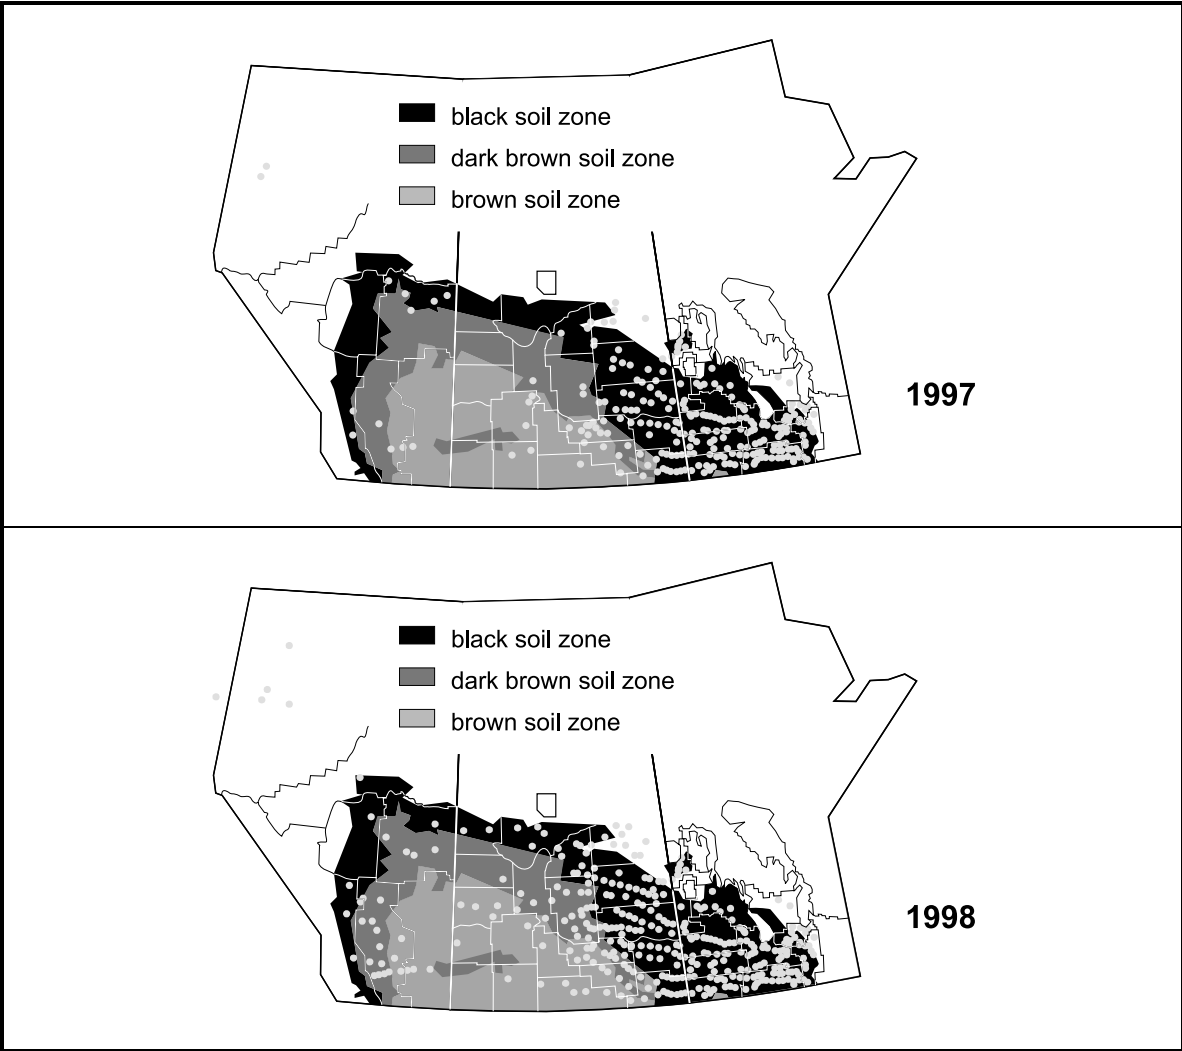 black soil zone
dark brown soil zone
brown soil zone
1997
black soil zone
dark brown soil zone
brown soil zone
1998